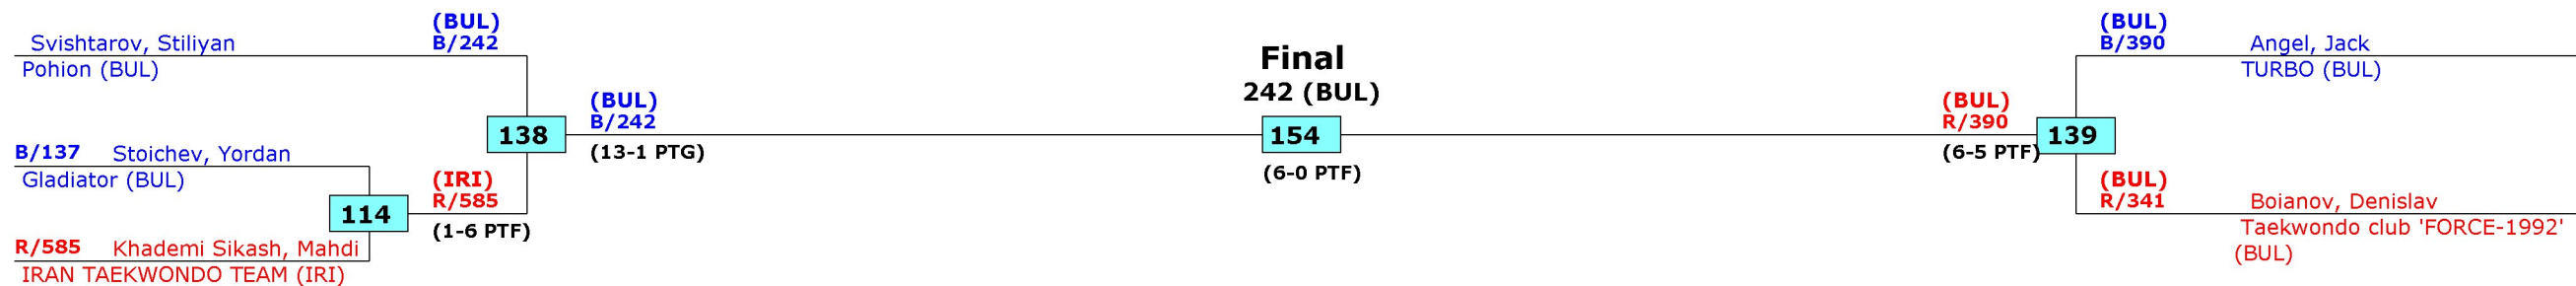 (BUL)
Svishtarov, Stiliyan B/242
Pohion (BUL)
(BUL)
B/242
138
(13-1 PTG)
B/137 Stoichev, Yordan
Gladiator (BUL)
(IRI)
R/585
114
(1-6 PTF)
R/585 Khademi Sikash, Mahdi
IRAN TAEKWONDO TEAM (IRI)
Final
242 (BUL)
154
(6-0 PTF)
(BUL)
B/390 Angel, Jack
TURBO (BUL)
(BUL)
R/390
139
(6-5 PTF)
(BUL)
R/341 Boianov, Denislav
Taekwondo club 'FORCE-1992'
(BUL)